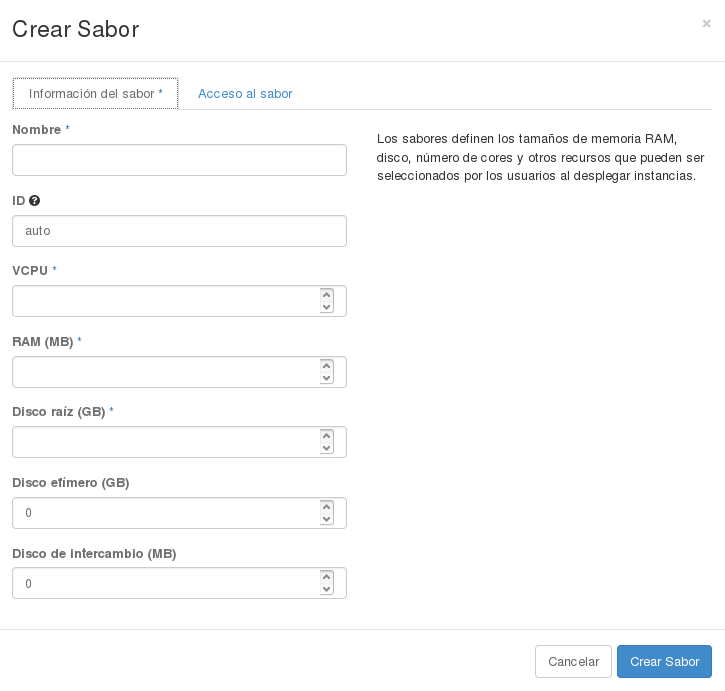 Crear Sabor
×
Información del sabor *
Acceso al sabor
Nombre *
Los sabores definen los tamaños de memoria RAM,
disco, número de cores y otros recursos que pueden ser
seleccionados por los usuarios al desplegar instancias.
ID ?
auto
VCPU *
RAM (MB) *
Disco raíz (GB) *
Disco efímero (GB)
0
Disco de intercambio (MB)
0
Cancelar
Crear Sabor